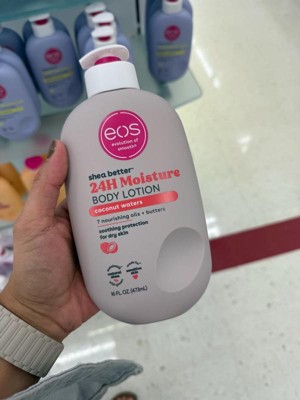 eos
evolution of
smooth®
shea better™
24H Moisture
BODY LOTION
coconut waters
7 nourishing oils + butters
soothing protection
for dry skin
16 FL OZ (473mL)